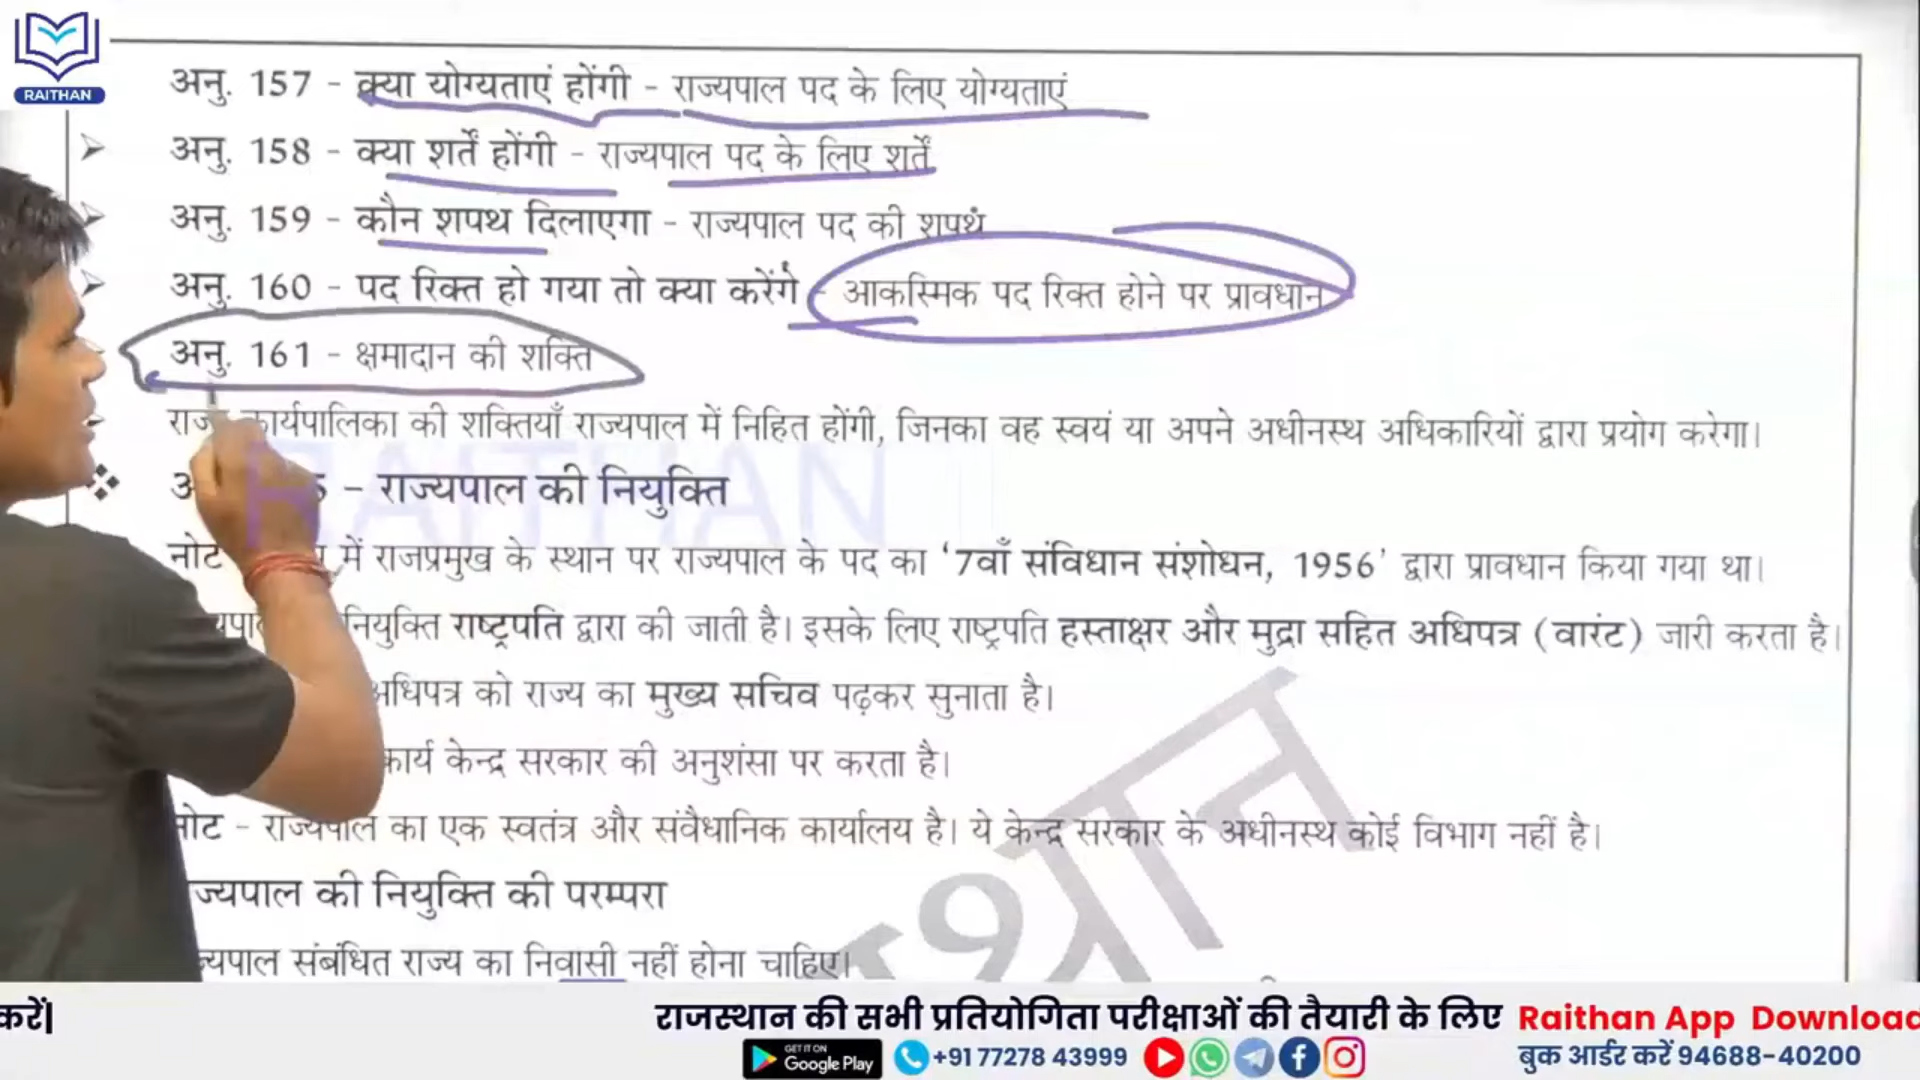 RAITHAN
अनु. 157 - क्या योग्यताएं होंगी - राज्यपाल पद के लिए योग्यताएं
अनु. 158 - क्या शर्तें होंगी - राज्यपाल पद के लिए शर्तें
अनु. 159 - कौन शपथ दिलाएगा - राज्यपाल पद की शपथ
अनु. 160 - पद रिक्त हो गया तो क्या करेंगे - आकस्मिक पद रिक्त होने पर प्रावधान
अनु. 161 - क्षमादान की शक्ति
कार्यपालिका की शक्तियाँ राज्यपाल में निहित होंगी, जिनका वह स्वयं या अपने अधीनस्थ अधिकारियों द्वारा प्रयोग करेगा।
– राज्यपाल की नियुक्ति
RAITHAN
नोट में राजप्रमुख के स्थान पर राज्यपाल के पद का ‘7वाँ संविधान संशोधन, 1956’ द्वारा प्रावधान किया गया था।
नियुक्ति राष्ट्रपति द्वारा की जाती है। इसके लिए राष्ट्रपति हस्ताक्षर और मुद्रा सहित अधिपत्र (वारंट) जारी करता है।
अधिपत्र को राज्य का मुख्य सचिव पढ़कर सुनाता है।
कार्य केन्द्र सरकार की अनुशंसा पर करता है।
नोट - राज्यपाल का एक स्वतंत्र और संवैधानिक कार्यालय है। ये केन्द्र सरकार के अधीनस्थ कोई विभाग नहीं है।
ज्यपाल की नियुक्ति की परम्परा
ज्यपाल संबंधित राज्य का निवासी नहीं होना चाहिए।
करें|
राजस्थान की सभी प्रतियोगिता परीक्षाओं की तैयारी के लिए Raithan App Download
GET IT ON Google Play +91 77278 43999 बुक आर्डर करें 94688-40200